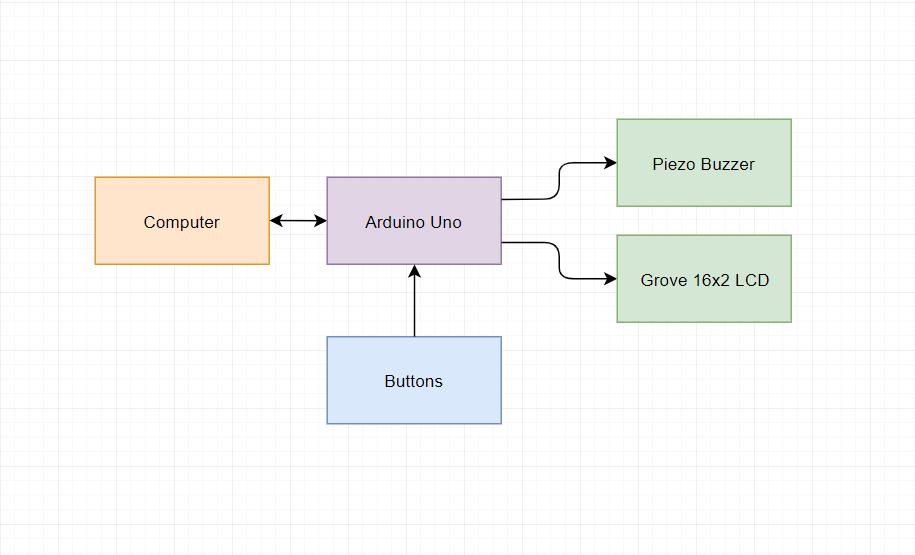 Piezo Buzzer
Computer
Arduino Uno
Grove 16x2 LCD
Buttons